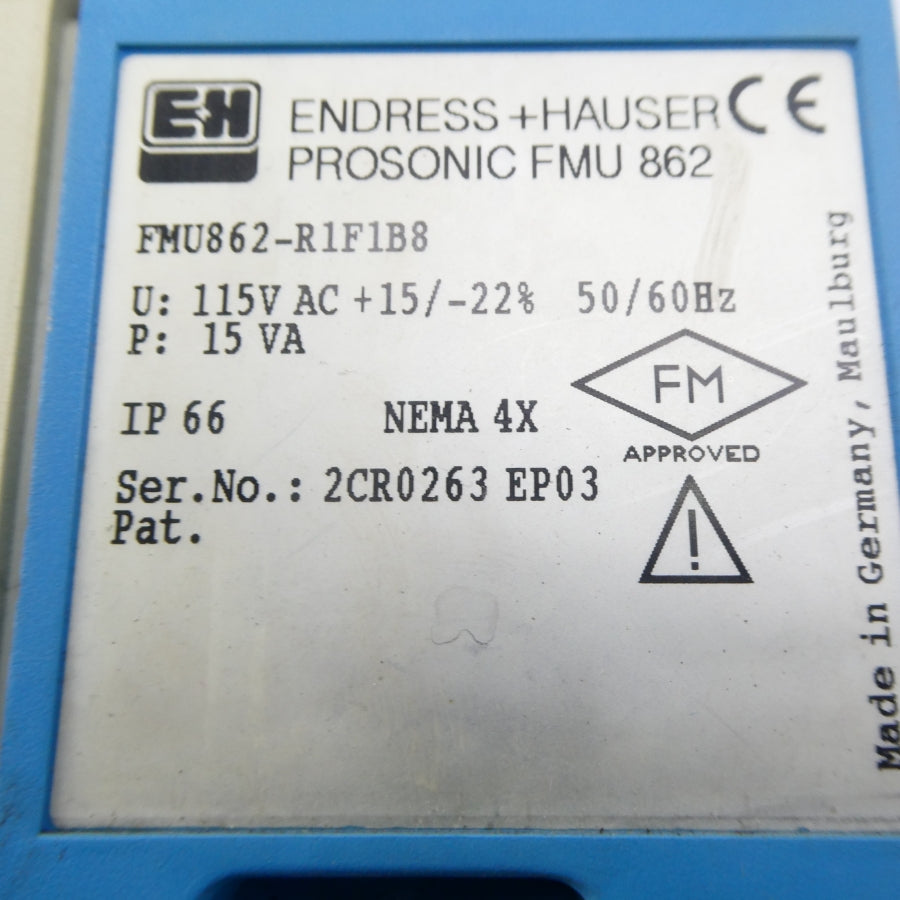 E+H
ENDRESS+HAUSER CE
PROSONIC FMU 862
FMU862-R1F1B8
U: 115V AC +15/-22% 50/60Hz
P: 15 VA
IP 66 NEMA 4X
FM
APPROVED
Ser.No.: 2CR0263 EP03
Pat.
!
Made in Germany, Maulburg